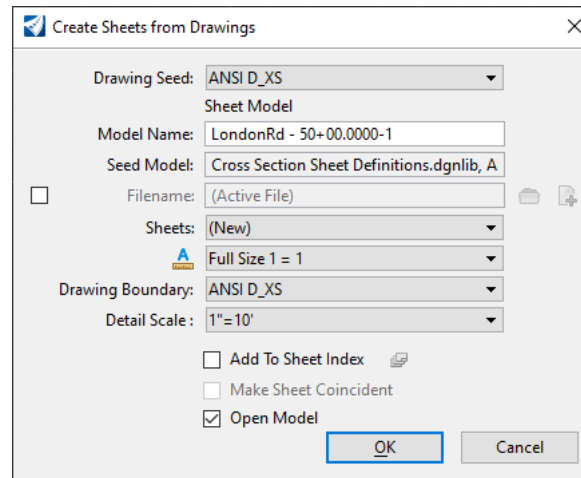 Create Sheets from Drawings
Drawing Seed: ANSI D_XS
Sheet Model
Model Name: LondonRd - 50+00.0000-1
Seed Model: Cross Section Sheet Definitions.dgnlib, A
Filename: (Active File)
Sheets: (New)
A Full Size 1 = 1
Drawing Boundary: ANSI D_XS
Detail Scale : 1"=10'
Add To Sheet Index
Make Sheet Coincident
Open Model
OK Cancel